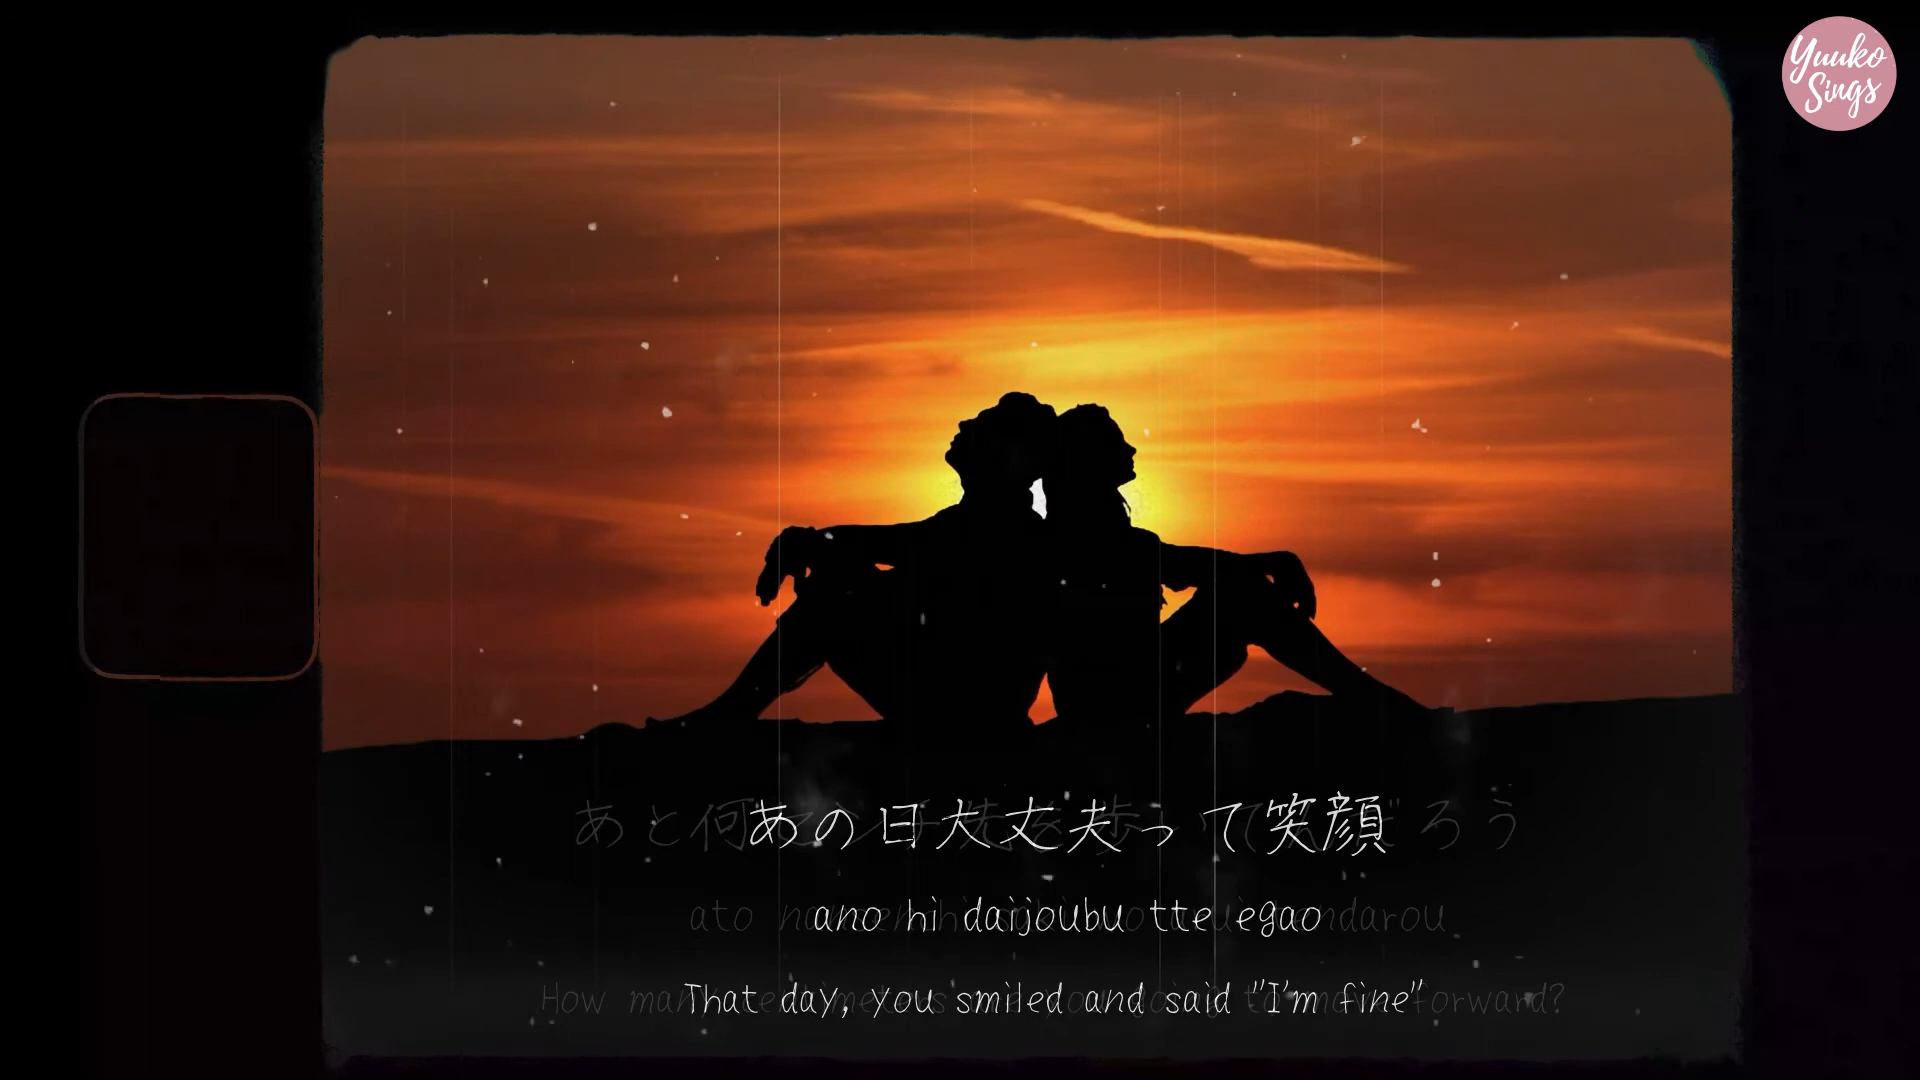 Yuuko
Sings
あの日大丈夫って笑顔
ano hi daijoubu tte egao
That day, you smiled and said "I'm fine"